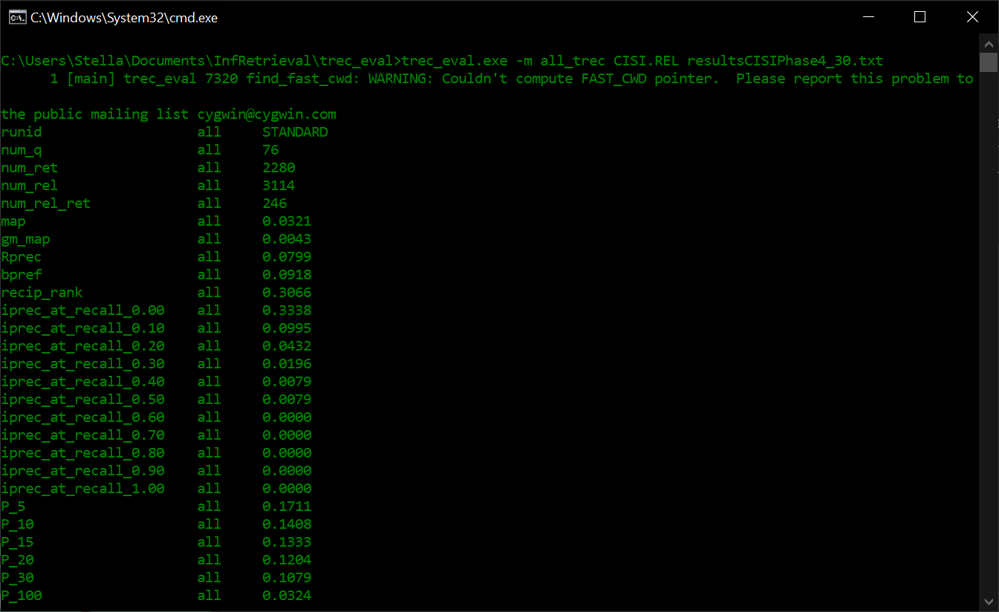 C:\Windows\System32\cmd.exe
C:\Users\Stella\Documents\InfRetrieval\trec_eval>trec_eval.exe -m all_trec CISI.REL resultsCISIPhase4_30.txt
1 [main] trec_eval 7320 find_fast_cwd: WARNING: Couldn't compute FAST_CWD pointer.  Please report this problem to
the public mailing list cygwin@cygwin.com
runid all STANDARD
num_q all 76
num_ret all 2280
num_rel all 3114
num_rel_ret all 246
map all 0.0321
gm_map all 0.0043
Rprec all 0.0799
bpref all 0.0918
recip_rank all 0.3066
iprec_at_recall_0.00 all 0.3338
iprec_at_recall_0.10 all 0.0995
iprec_at_recall_0.20 all 0.0432
iprec_at_recall_0.30 all 0.0196
iprec_at_recall_0.40 all 0.0079
iprec_at_recall_0.50 all 0.0079
iprec_at_recall_0.60 all 0.0000
iprec_at_recall_0.70 all 0.0000
iprec_at_recall_0.80 all 0.0000
iprec_at_recall_0.90 all 0.0000
iprec_at_recall_1.00 all 0.0000
P_5 all 0.1711
P_10 all 0.1408
P_15 all 0.1333
P_20 all 0.1204
P_30 all 0.1079
P_100 all 0.0324